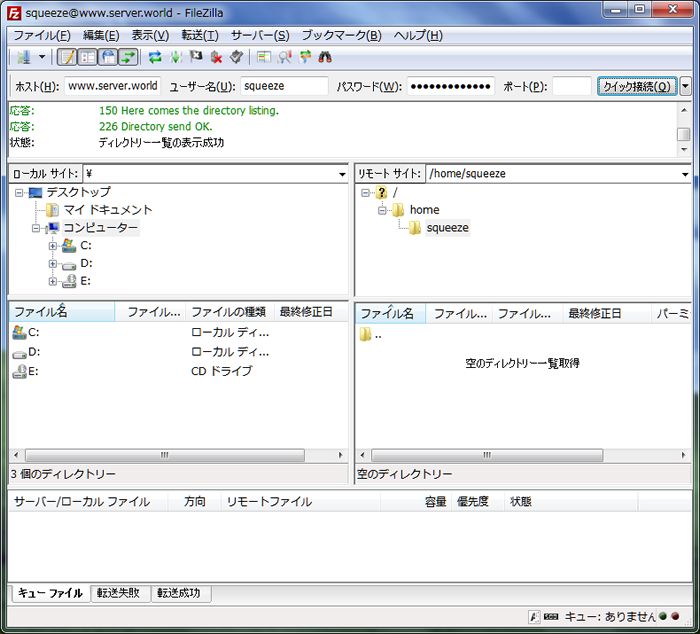 squeeze@www.server.world - FileZilla
ファイル(F) 編集(E) 表示(V) 転送(T) サーバー(S) ブックマーク(B) ヘルプ(H)
ホスト(H): www.server.world ユーザー名(U): squeeze パスワード(W): ●●●●●●●●●●●●● ポート(P): クイック接続(Q)
応答: 150 Here comes the directory listing.
応答: 226 Directory send OK.
状態: ディレクトリー一覧の表示成功
ローカル サイト: ¥
デスクトップ
マイ ドキュメント
コンピューター
C:
D:
E:
リモート サイト: /home/squeeze
/
home
squeeze
ファイル名 ファイル... ファイルの種類 最終修正日
C: ローカル ディ...
D: ローカル ディ...
E: CD ドライブ
3 個のディレクトリー
ファイル名 ファイル... ファイル... 最終修正日 パーミ
..
空のディレクトリー一覧取得
空のディレクトリー
サーバー/ローカル ファイル 方向 リモートファイル 容量 優先度 状態
キュー ファイル 転送失敗 転送成功
キュー: ありません